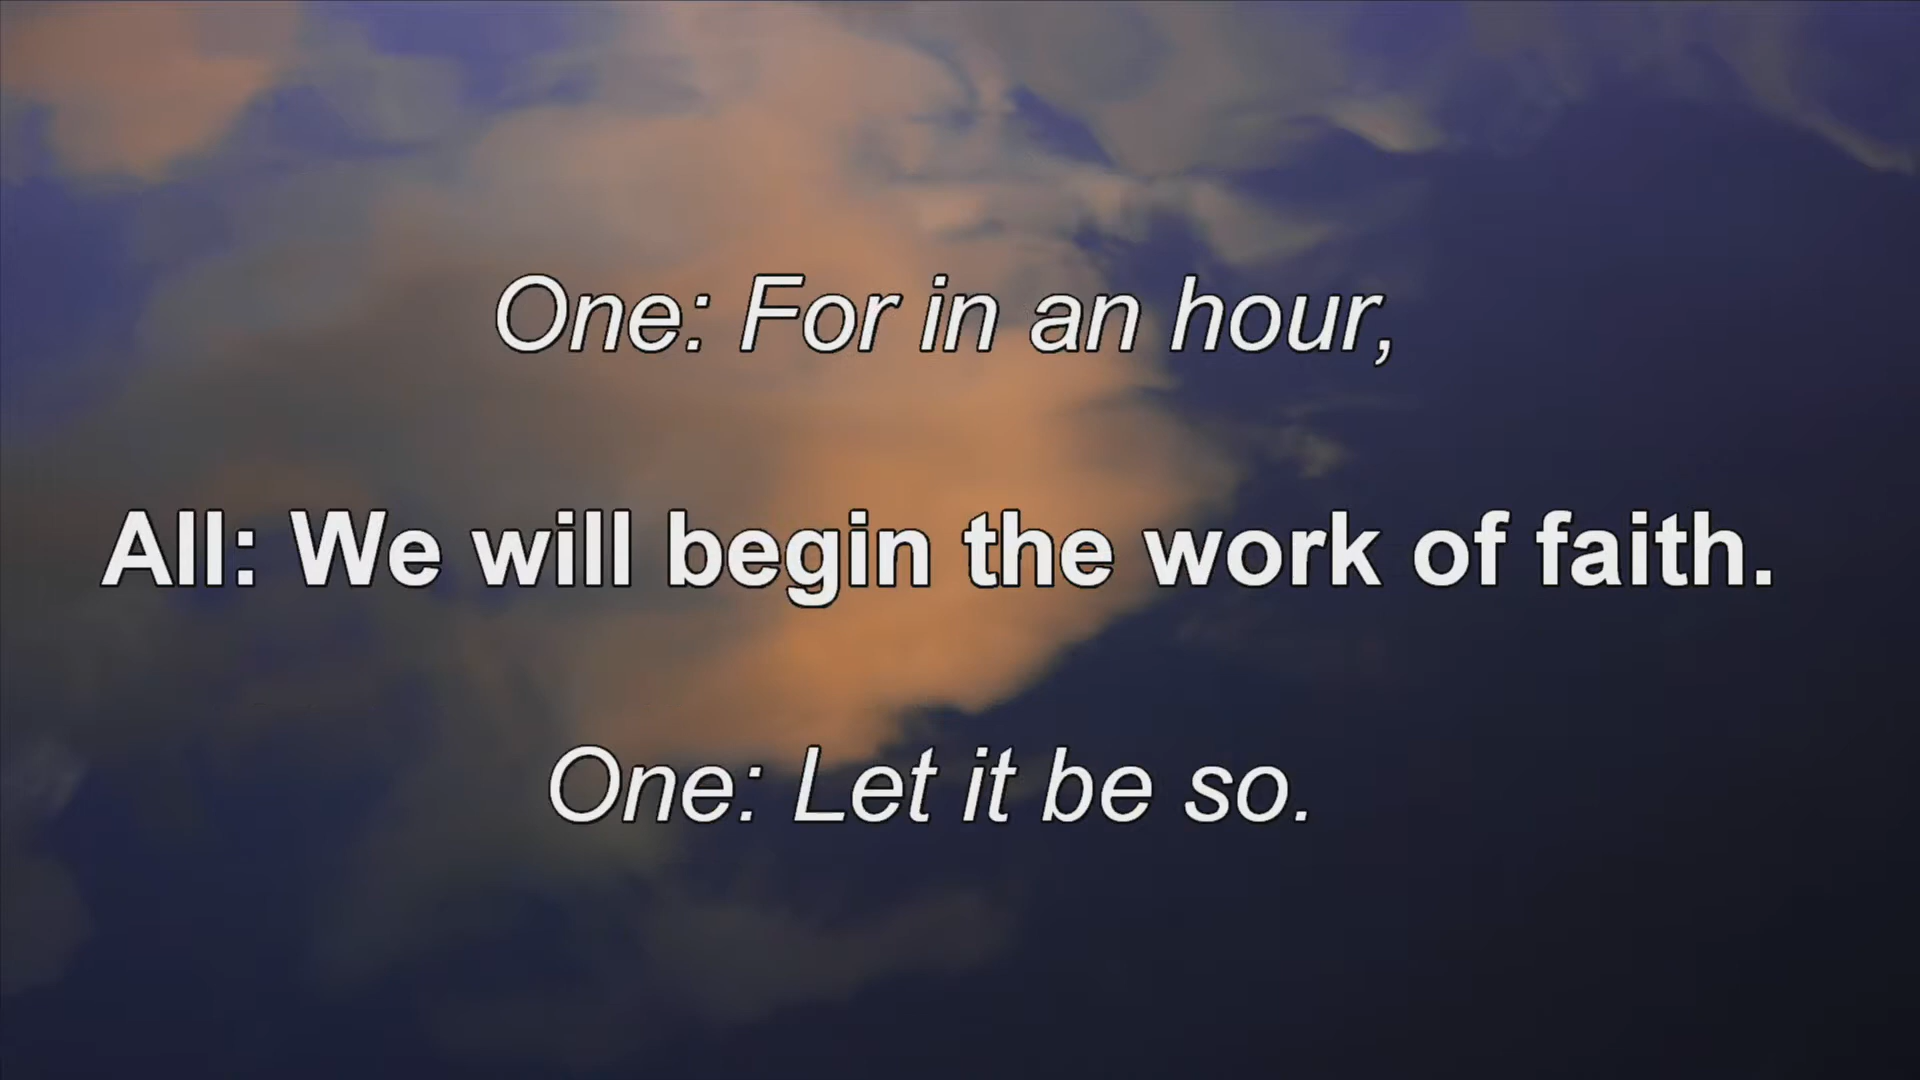 One: For in an hour,
All: We will begin the work of faith.
One: Let it be so.